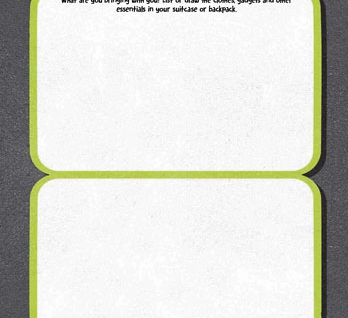 What are you bringing with you? List or draw the clothes, gadgets and other
essentials in your suitcase or backpack.